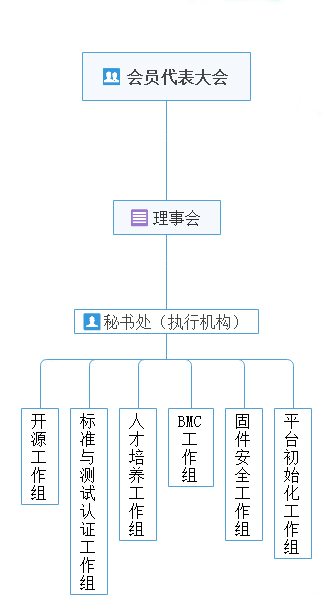 会员代表大会
理事会
秘书处（执行机构）
开源工作组
标准与测试认证工作组
人才培养工作组
BMC工作组
固件安全工作组
平台初始化工作组